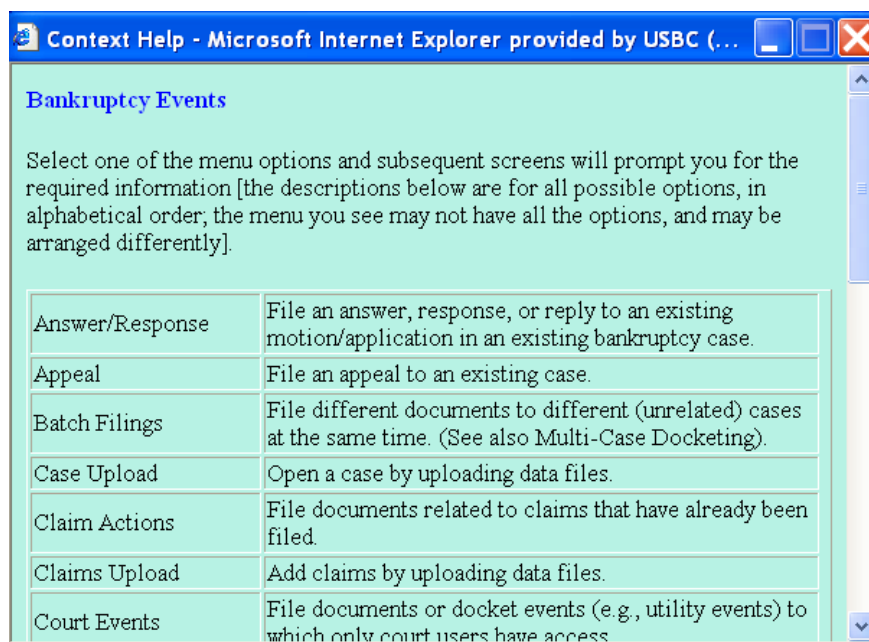 Context Help - Microsoft Internet Explorer provided by USBC (...
Bankruptcy Events
Select one of the menu options and subsequent screens will prompt you for the
required information [the descriptions below are for all possible options, in
alphabetical order; the menu you see may not have all the options, and may be
arranged differently].
Answer/Response
File an answer, response, or reply to an existing
motion/application in an existing bankruptcy case.
Appeal
File an appeal to an existing case.
Batch Filings
File different documents to different (unrelated) cases
at the same time. (See also Multi-Case Docketing).
Case Upload
Open a case by uploading data files.
Claim Actions
File documents related to claims that have already been
filed.
Claims Upload
Add claims by uploading data files.
Court Events
File documents or docket events (e.g., utility events) to
which only court users have access.